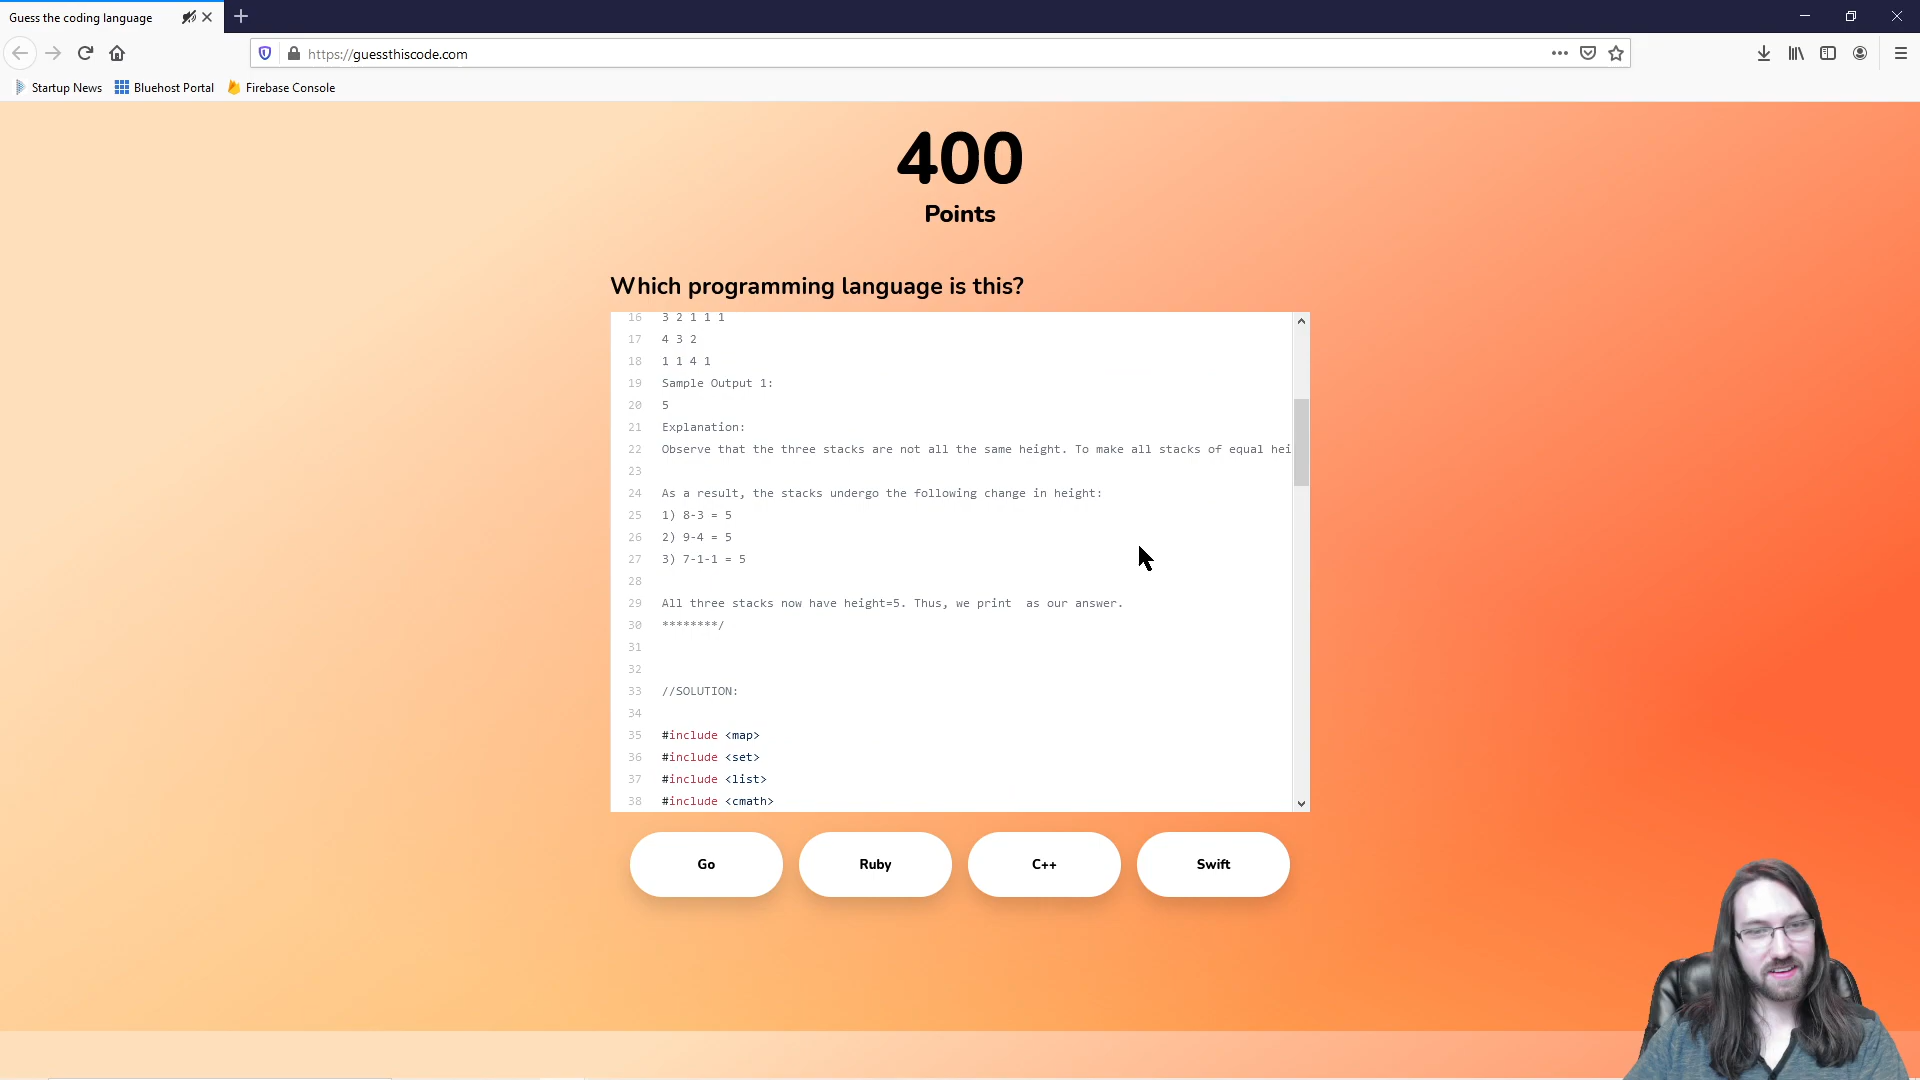 Guess the coding language
https://guessthiscode.com
Startup News
Bluehost Portal
Firebase Console
400
Points
Which programming language is this?
16 3 2 1 1 1
17 4 3 2
18 1 1 4 1
19 Sample Output 1:
20 5
21 Explanation:
22 Observe that the three stacks are not all the same height. To make all stacks of equal hei
23
24 As a result, the stacks undergo the following change in height:
25 1) 8-3 = 5
26 2) 9-4 = 5
27 3) 7-1-1 = 5
28
29 All three stacks now have height=5. Thus, we print  as our answer.
30 ********/
31
32
33 //SOLUTION:
34
35 #include <map>
36 #include <set>
37 #include <list>
38 #include <cmath>
Go
Ruby
C++
Swift